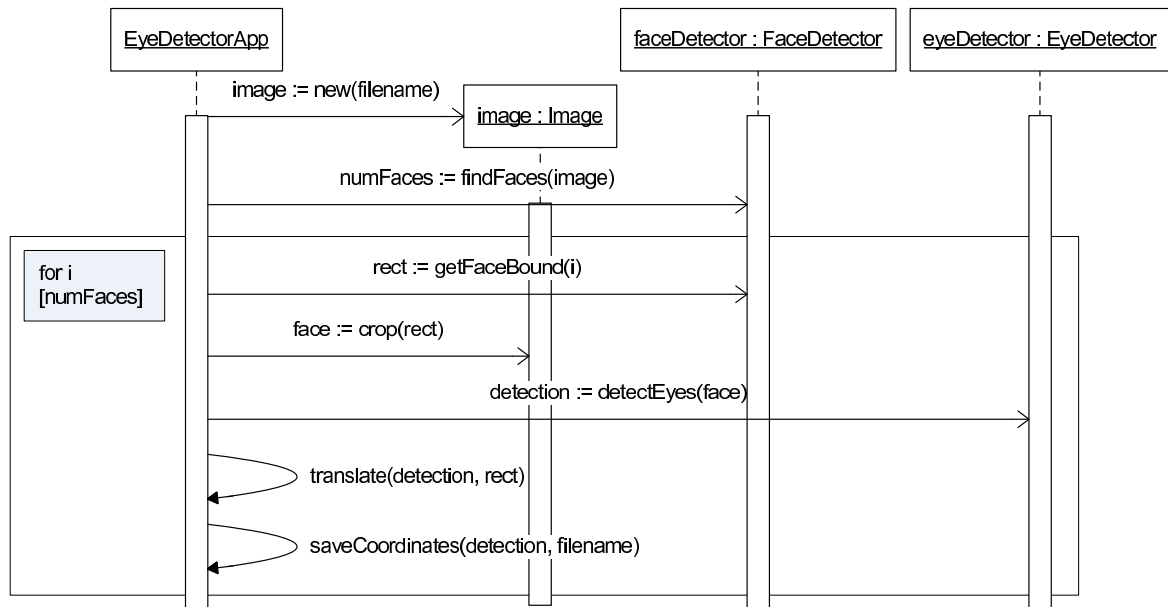 EyeDetectorApp
faceDetector : FaceDetector
eyeDetector : EyeDetector
image := new(filename)
image : Image
numFaces := findFaces(image)
for i
[numFaces]
rect := getFaceBound(i)
face := crop(rect)
detection := detectEyes(face)
translate(detection, rect)
saveCoordinates(detection, filename)